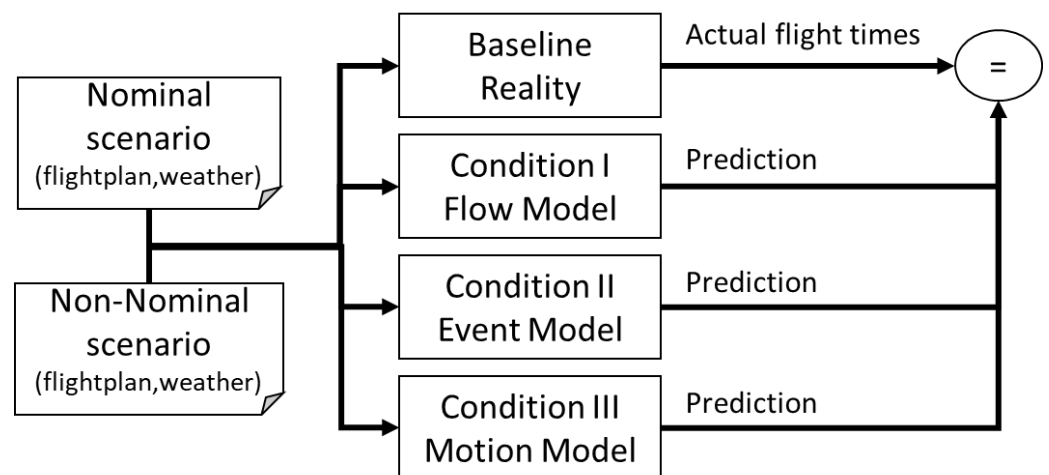 Nominal
scenario
(flightplan,weather)
Non-Nominal
scenario
(flightplan,weather)
Baseline
Reality
Actual flight times
=
Condition I
Flow Model
Prediction
Condition II
Event Model
Prediction
Condition III
Motion Model
Prediction